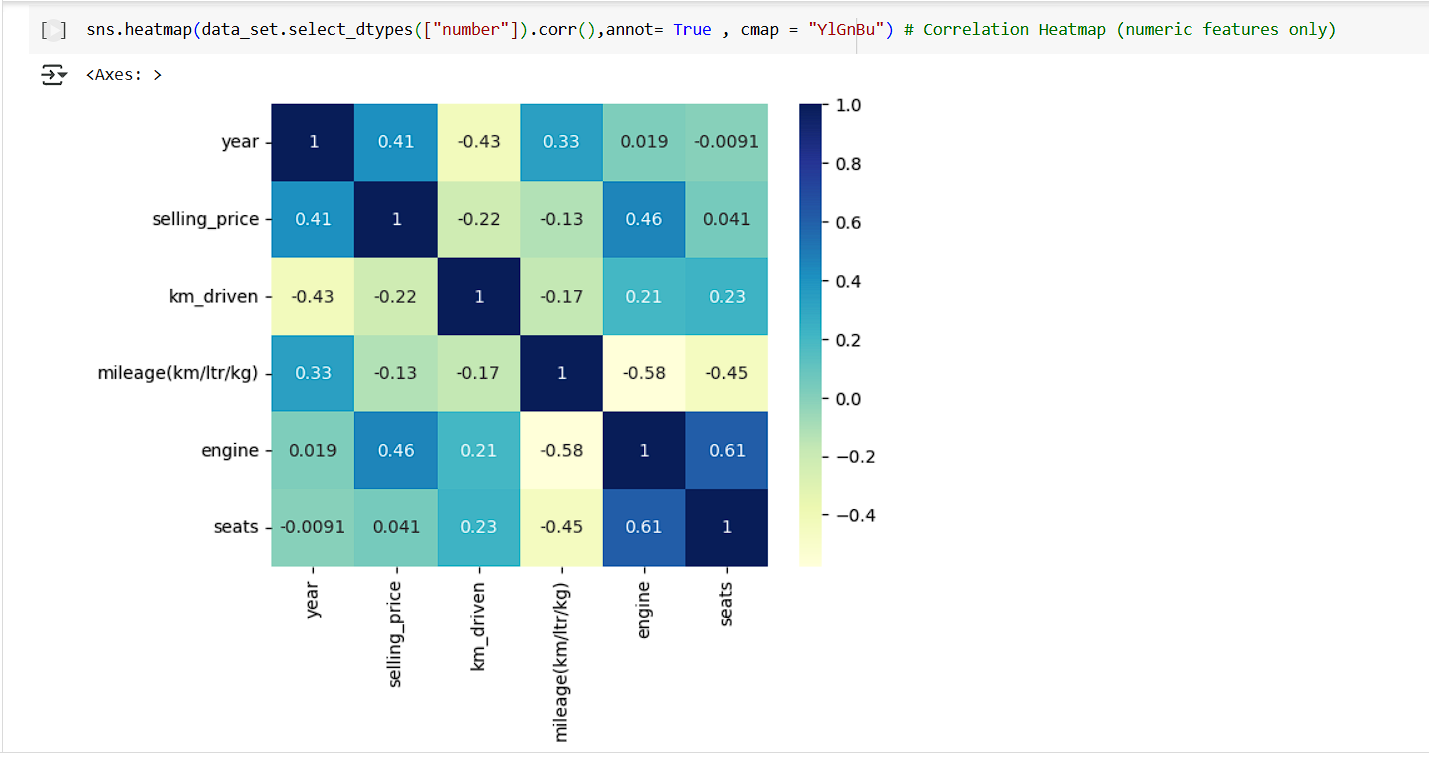 [ ] sns.heatmap(data_set.select_dtypes(["number"]).corr(),annot= True , cmap = "YlGnBu") # Correlation Heatmap (numeric features only)
<Axes: >
year 1 0.41 -0.43 0.33 0.019 -0.0091
selling_price 0.41 1 -0.22 -0.13 0.46 0.041
km_driven -0.43 -0.22 1 -0.17 0.21 0.23
mileage(km/ltr/kg) 0.33 -0.13 -0.17 1 -0.58 -0.45
engine 0.019 0.46 0.21 -0.58 1 0.61
seats -0.0091 0.041 0.23 -0.45 0.61 1
year
selling_price
km_driven
mileage(km/ltr/kg)
engine
seats
1.0
0.8
0.6
0.4
0.2
0.0
−0.2
−0.4